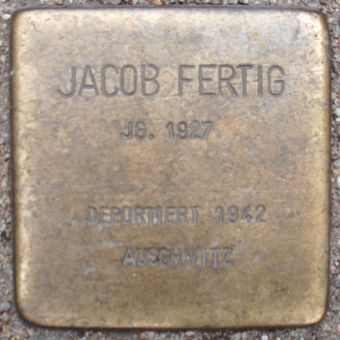 JACOB FERTIG
JG. 1927
DEPORTIERT 1942
AUSCHWITZ